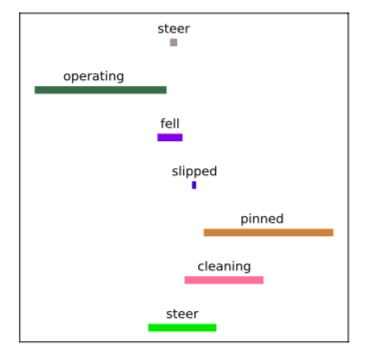 steer
operating
fell
slipped
pinned
cleaning
steer